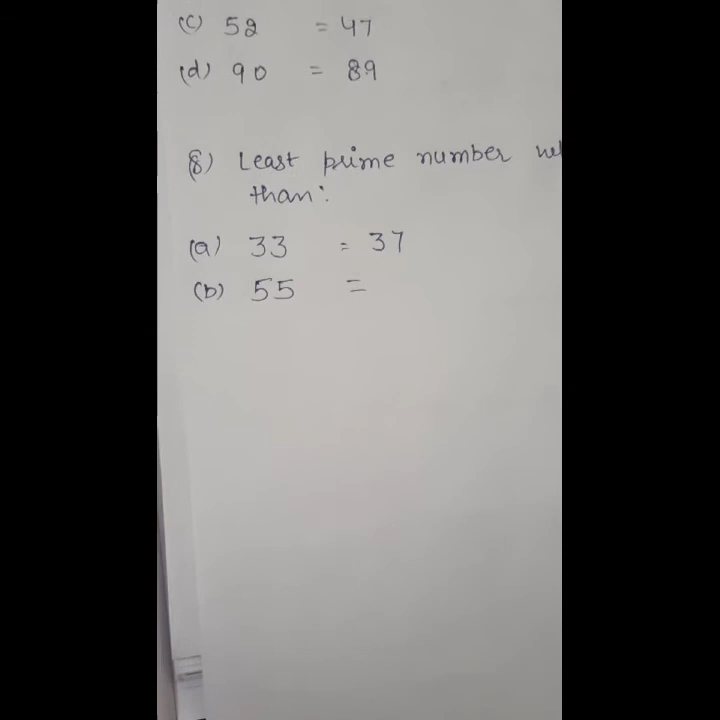 (c) 52 = 47
(d) 90 = 89
(8) Least prime number
than:
(a) 33 = 37
(b) 55 =